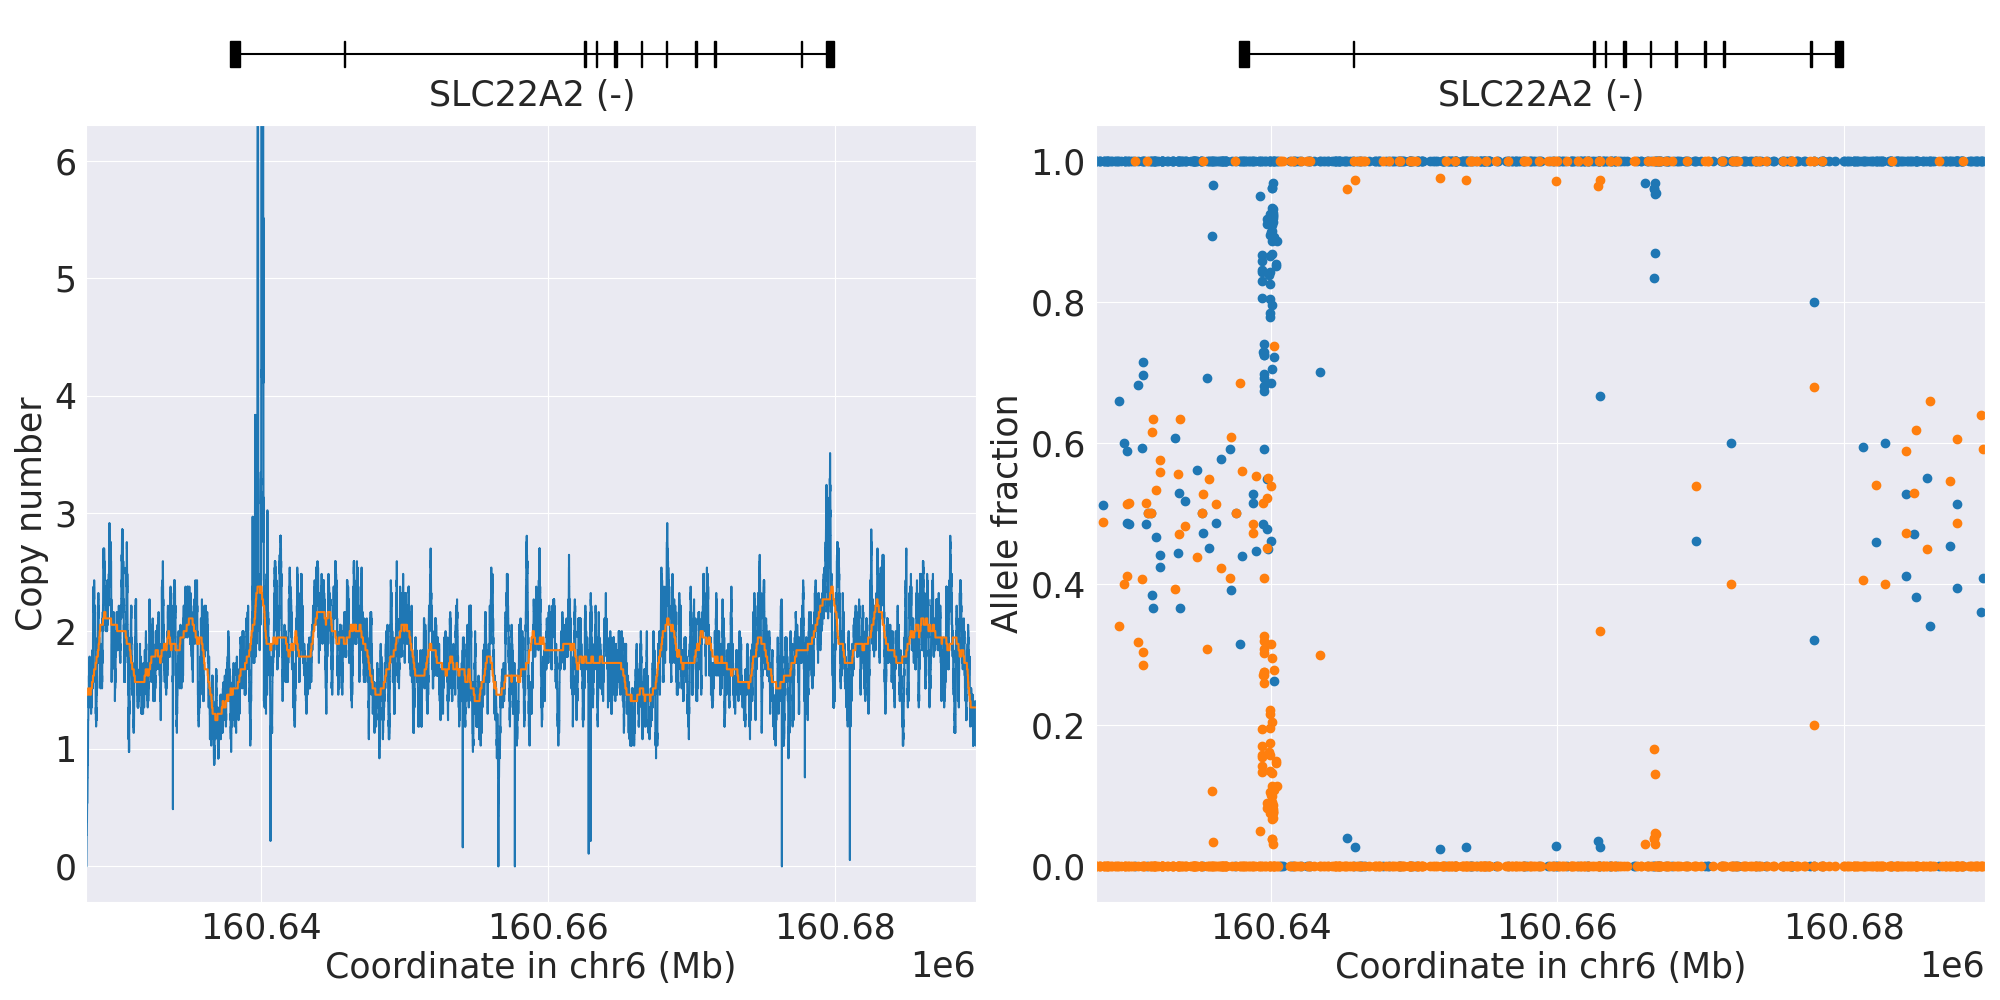 SLC22A2 (-)
6
5
4
3
2
1
0
Copy number
160.64
160.66
160.68
Coordinate in chr6 (Mb)
1e6
SLC22A2 (-)
1.0
0.8
0.6
0.4
0.2
0.0
Allele fraction
160.64
160.66
160.68
Coordinate in chr6 (Mb)
1e6